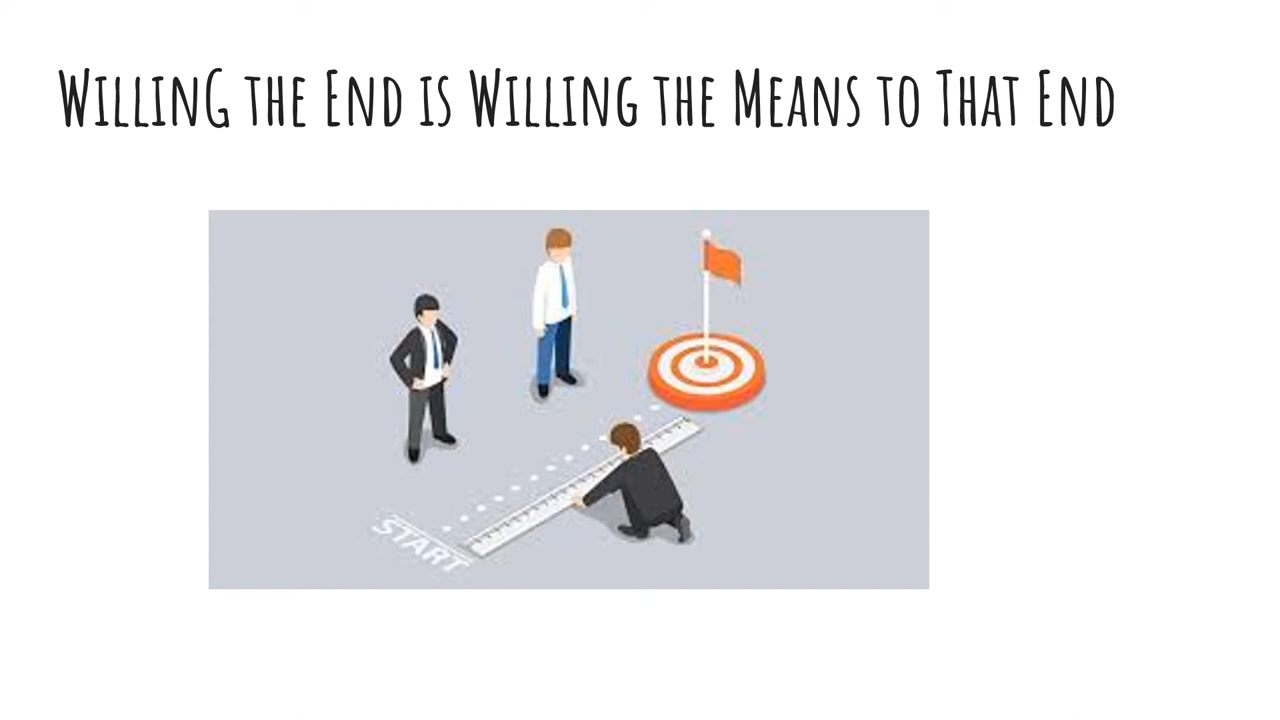 Willing the End is Willing the Means to That End
START